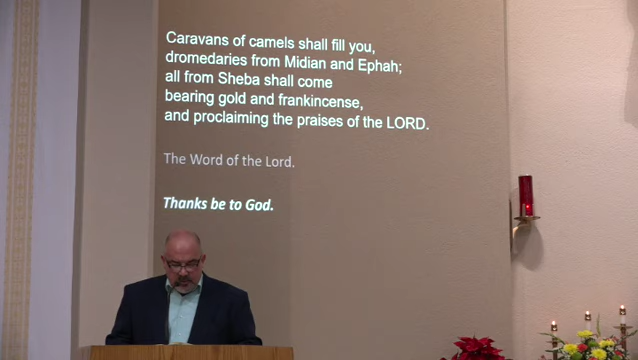 Caravans of camels shall fill you,
dromedaries from Midian and Ephah;
all from Sheba shall come
bearing gold and frankincense,
and proclaiming the praises of the LORD.
The Word of the Lord.
Thanks be to God.